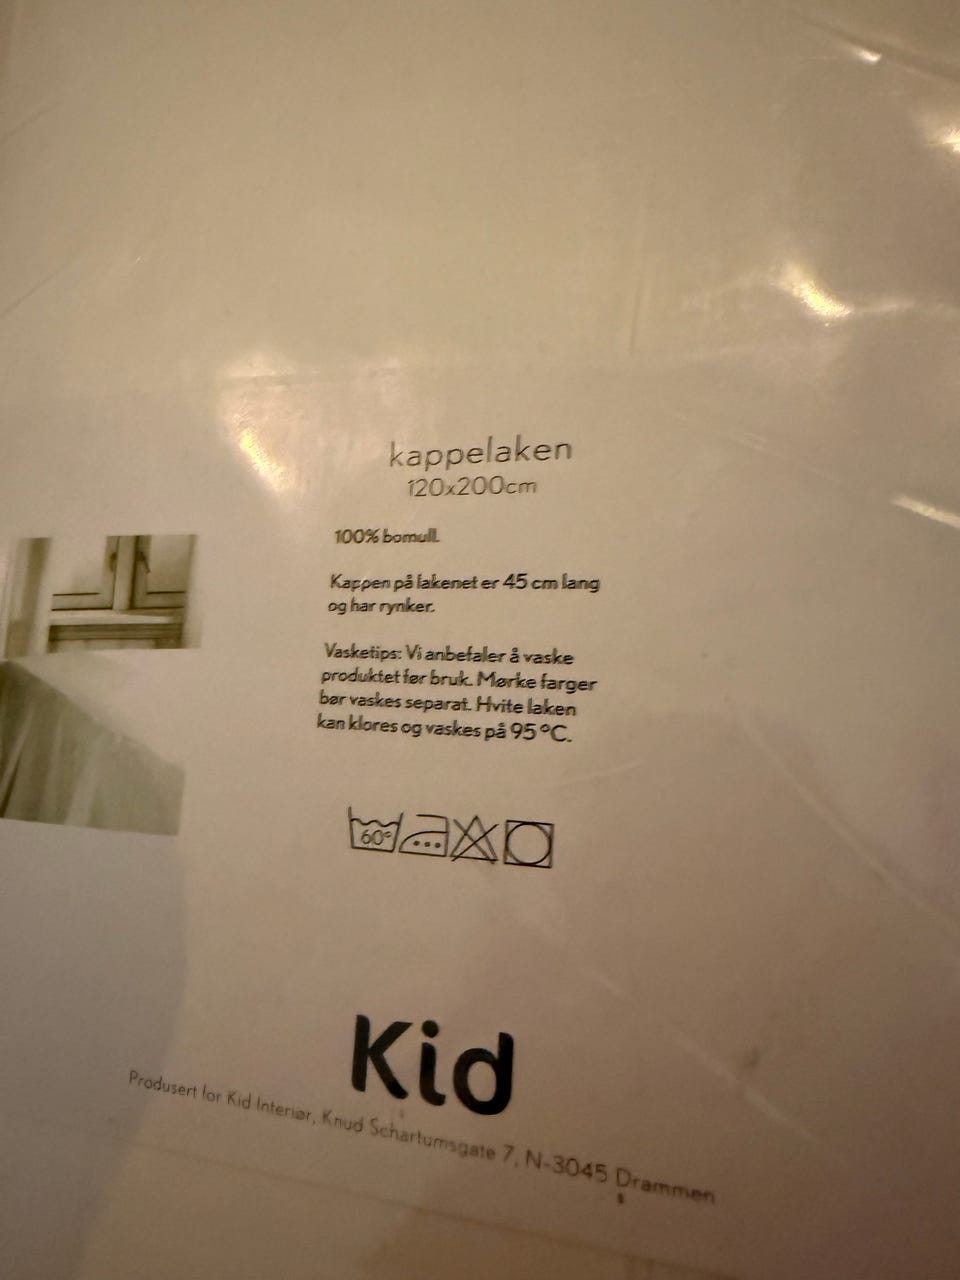 kappelaken
120x200cm
100% bomull.
Kappen på lakenet er 45 cm lang
og har rynker.
Vasketips: Vi anbefaler å vaske
produktet før bruk. Mørke farger
bør vaskes separat. Hvite laken
kan klores og vaskes på 95 °C.
60°
Kid
Produsert for Kid Interiør, Knud Schartumsgate 7, N-3045 Drammen